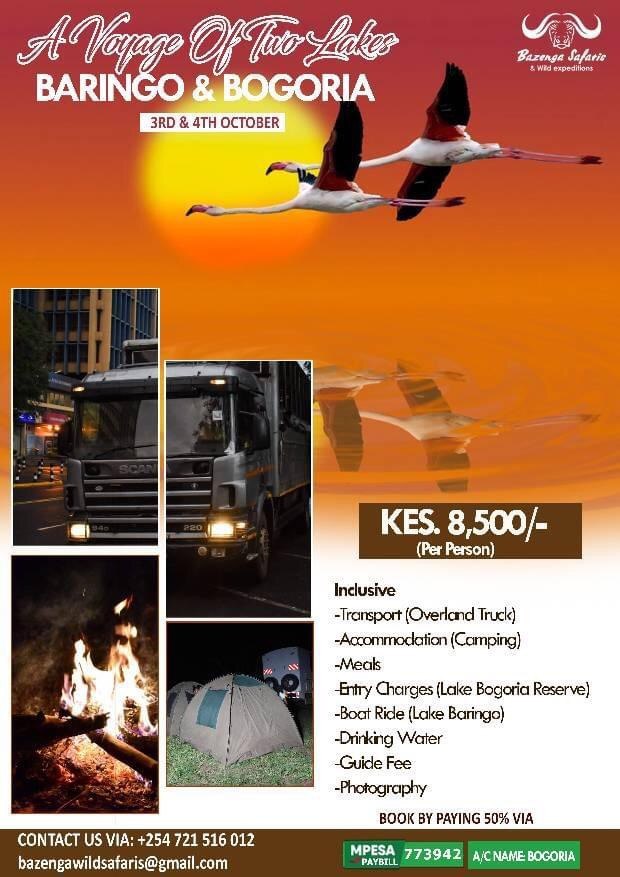 A Voyage Of Two Lakes
BARINGO & BOGORIA
3RD & 4TH OCTOBER
Bazenga Safaris
& Wild expeditions
SCANIA
94G
220
KES. 8,500/-
(Per Person)
Inclusive
-Transport (Overland Truck)
-Accommodation (Camping)
-Meals
-Entry Charges (Lake Bogoria Reserve)
-Boat Ride (Lake Baringo)
-Drinking Water
-Guide Fee
-Photography
BOOK BY PAYING 50% VIA
CONTACT US VIA: +254 721 516 012
bazengawildsafaris@gmail.com
MPESA PAYBILL 773942
A/C NAME: BOGORIA